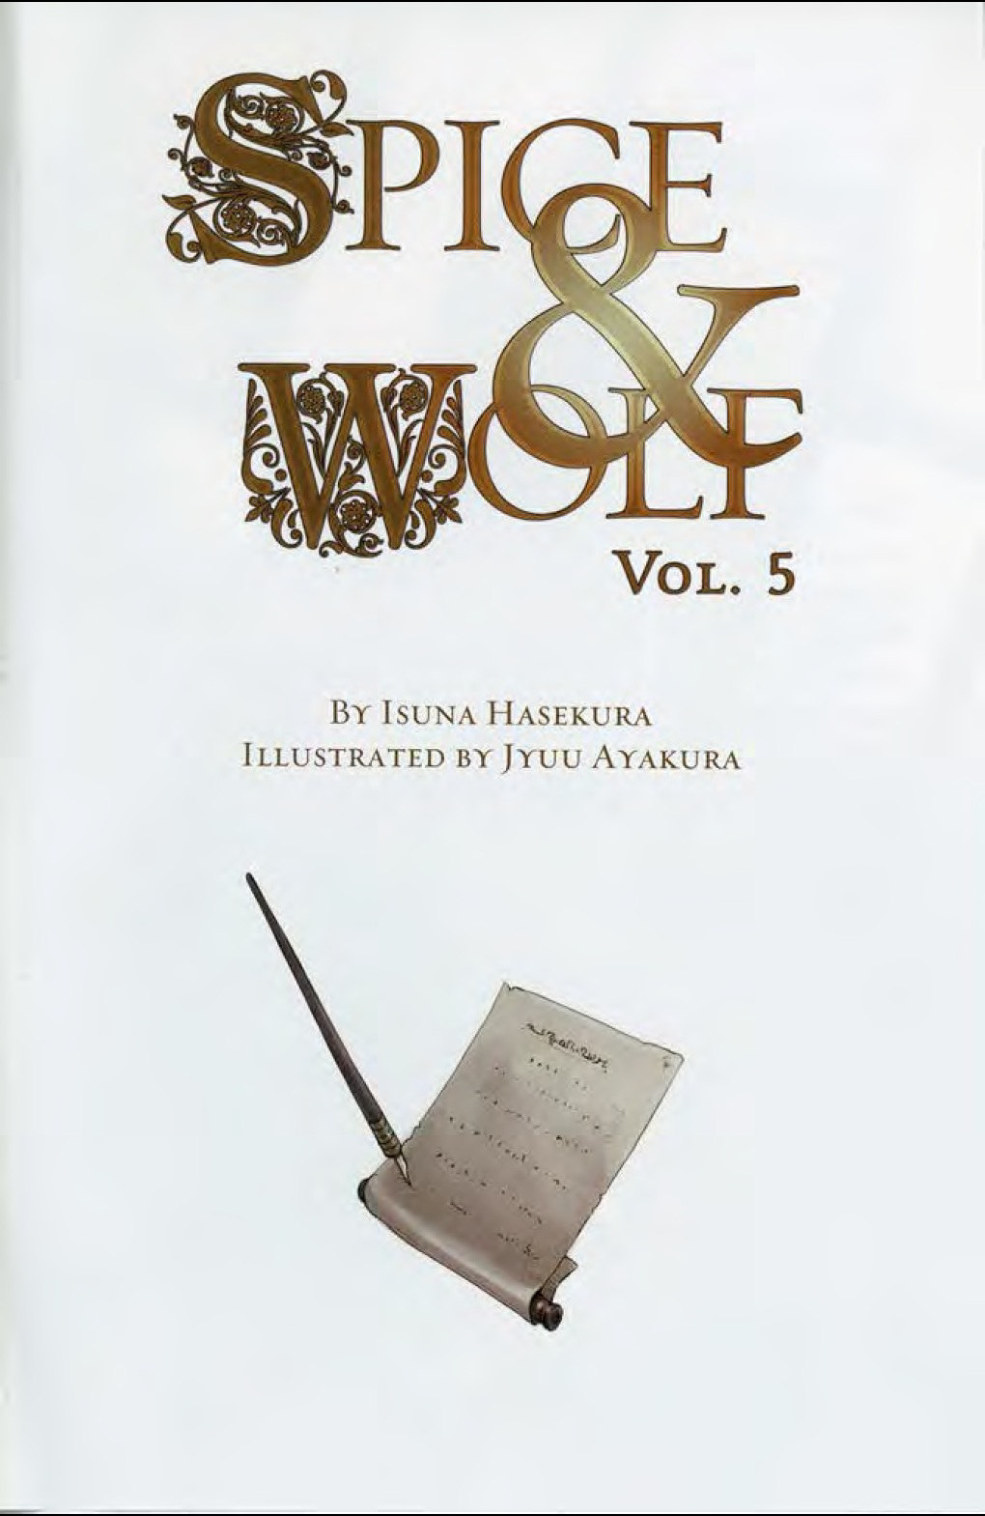 SPICE
&
WOLF
VOL. 5
BY ISUNA HASEKURA
ILLUSTRATED BY JYUU AYAKURA